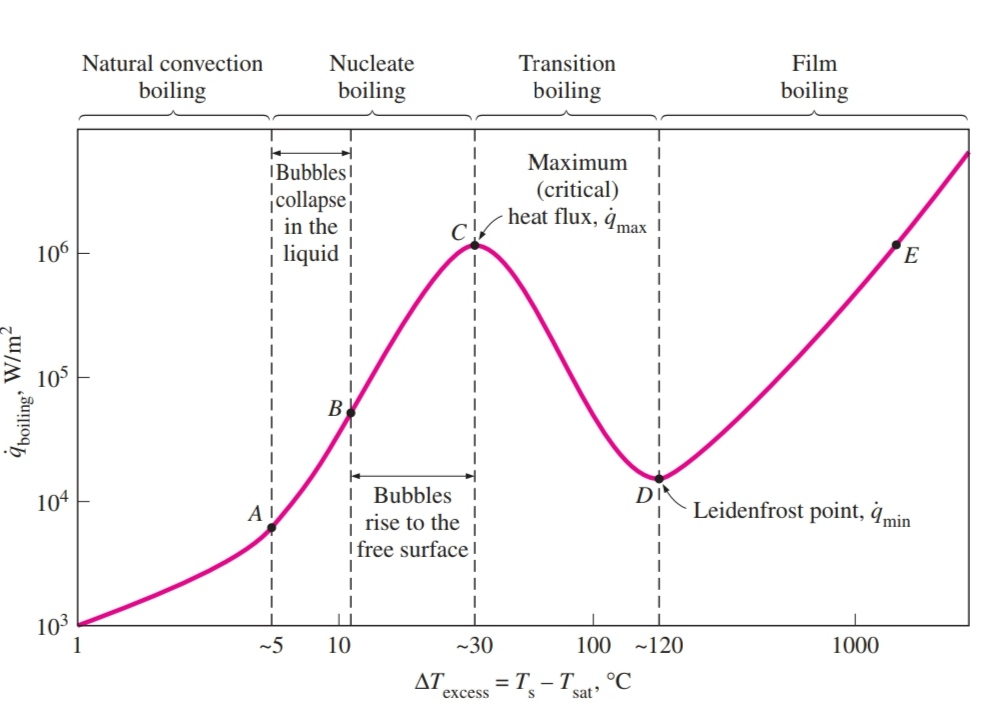 Natural convection
boiling
Nucleate
boiling
Transition
boiling
Film
boiling
Bubbles
collapse
in the
liquid
Maximum
(critical)
heat flux, q̇max
C
E
10⁶
10⁵
10⁴
10³
q̇boiling, W/m²
B
A
Bubbles
rise to the
free surface
D
Leidenfrost point, q̇min
1
~5
10
~30
100
~120
1000
ΔTexcess = Ts – Tsat, °C